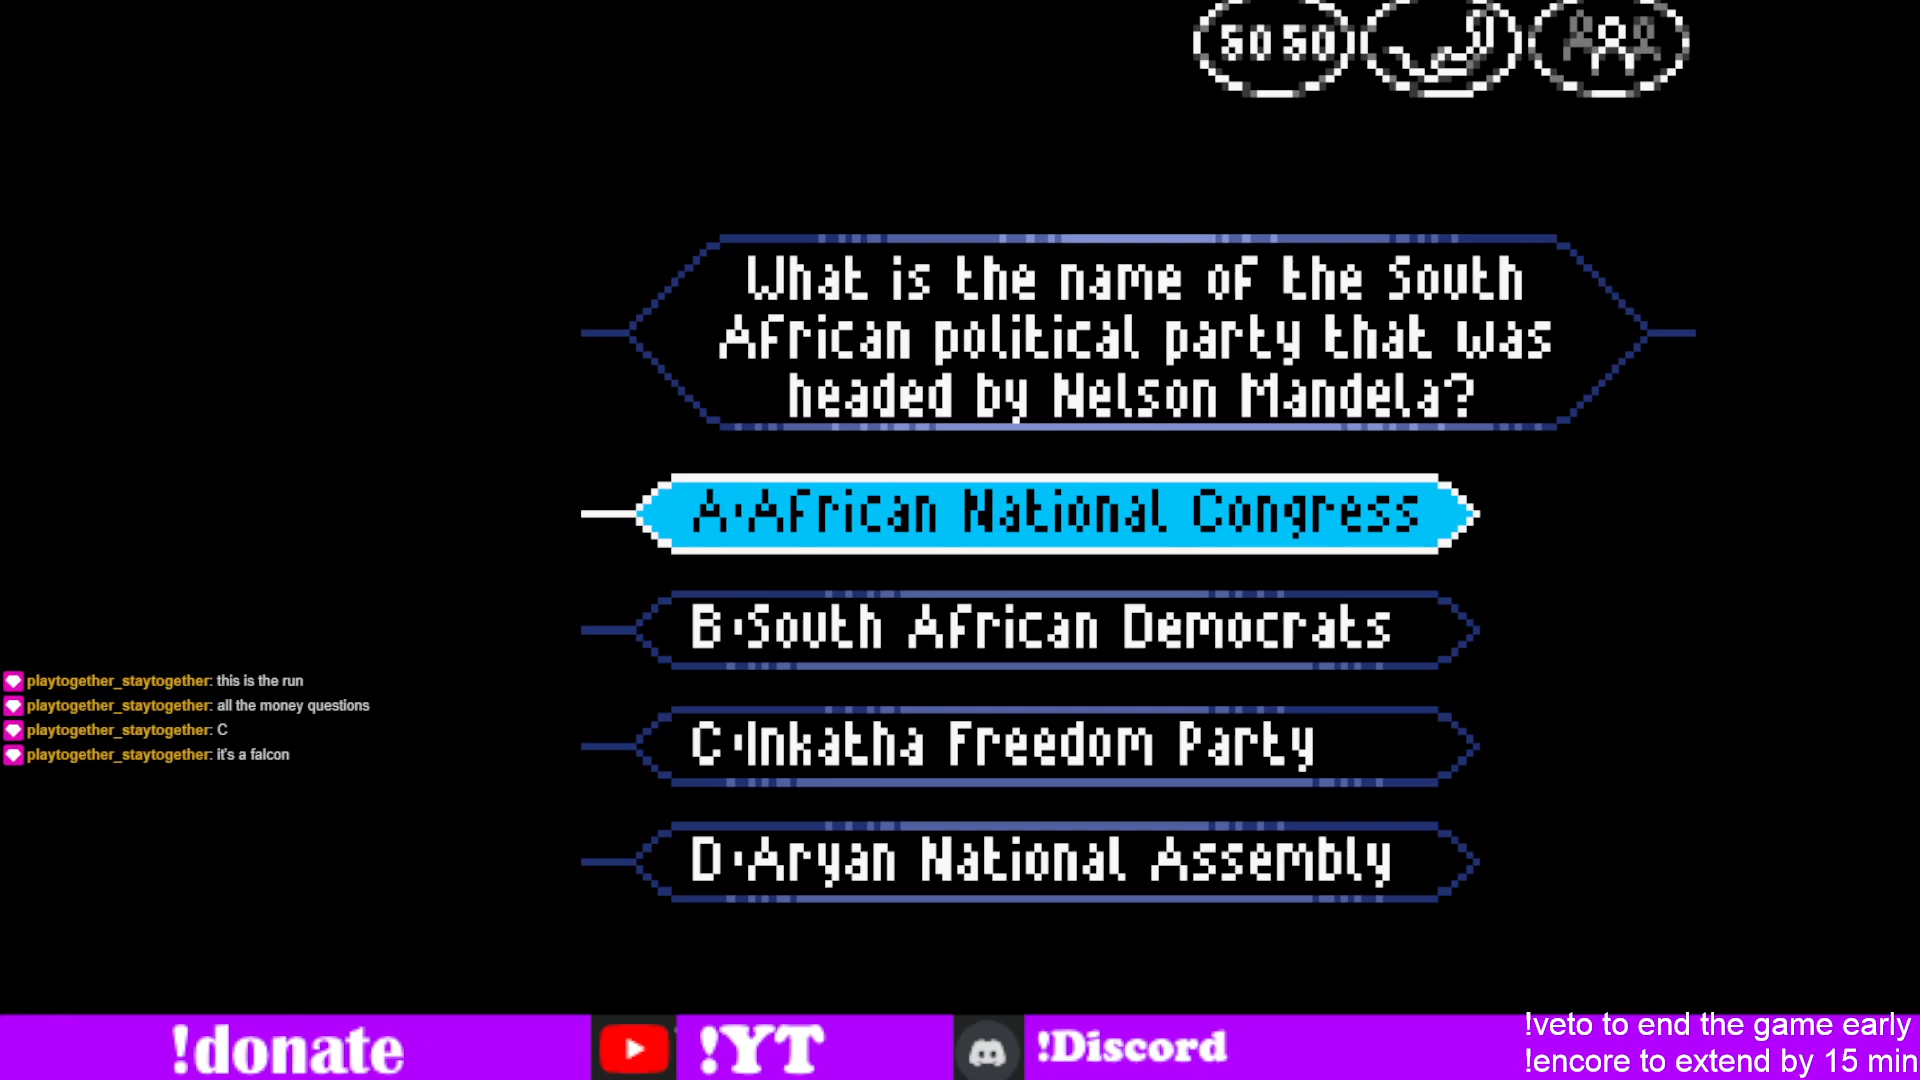 50 50
What is the name of the South
African political party that was
headed by Nelson Mandela?
A·African National Congress
B·South African Democrats
C·Inkatha Freedom Party
D·Aryan National Assembly
playtogether_staytogether: this is the run
playtogether_staytogether: all the money questions
playtogether_staytogether: C
playtogether_staytogether: it's a falcon
!donate
!YT
!Discord
!veto to end the game early
!encore to extend by 15 min